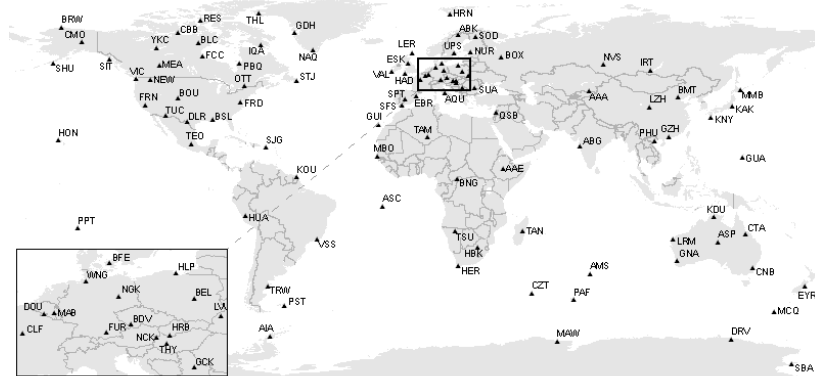 BRW
CMO
RES
CBB
BLC
YKC
FCC
MEA
SHU
SIT
VIC
NEW
THL
GDH
IQA
NAQ
PBQ
OTT
STJ
BOU
FRN
FRD
TUC
DLR
BSL
TEO
HON
SJG
KOU
PPT
HUA
VSS
TRW
PST
AIA
HRN
ABK
SOD
LER
UPS
NUR
BOX
ESK
VAL
HAD
SPT
EBR
AQU
SUA
SFS
GUI
TAM
QSB
MBO
AAE
BNG
ASC
TSU
TAN
HBK
HER
NVS
IRT
AAA
LZH
BMT
MMB
KAK
KNY
ABG
PHU
GZH
GUA
KDU
CTA
ASP
LRM
GNA
CNB
AMS
CZT
PAF
EYR
MCQ
MAW
DRV
SBA
BFE
HLP
WNG
NGK
BEL
DOU
MAB
LVV
CLF
FUR
BDV
HRB
NCK
THY
GCK